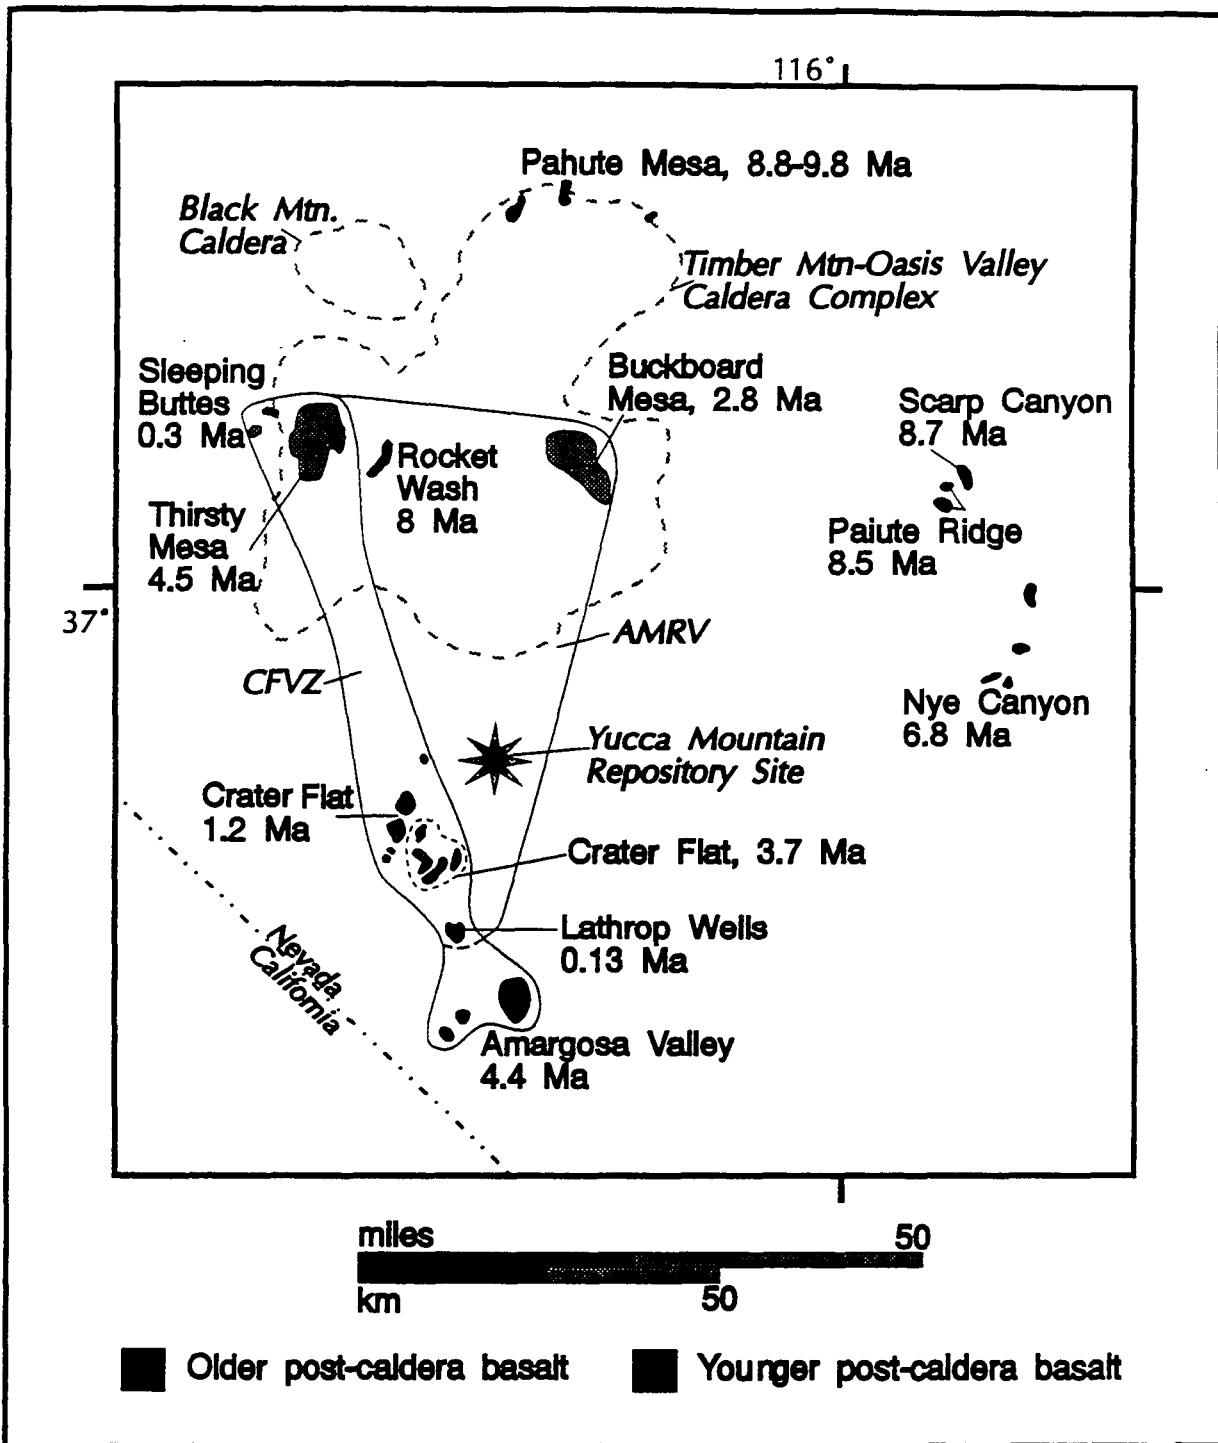 116°
Pahute Mesa, 8.8-9.8 Ma
Black Mtn.
Caldera
Timber Mtn-Oasis Valley
Caldera Complex
Sleeping
Buttes
0.3 Ma
Buckboard
Mesa, 2.8 Ma
Scarp Canyon
8.7 Ma
Rocket
Wash
8 Ma
Thirsty
Mesa
4.5 Ma
Paiute Ridge
8.5 Ma
37°
AMRV
CFVZ
Nye Canyon
6.8 Ma
Yucca Mountain
Repository Site
Crater Flat
1.2 Ma
Crater Flat, 3.7 Ma
Lathrop Wells
0.13 Ma
Nevada
California
Amargosa Valley
4.4 Ma
miles 50
km 50
Older post-caldera basalt
Younger post-caldera basalt